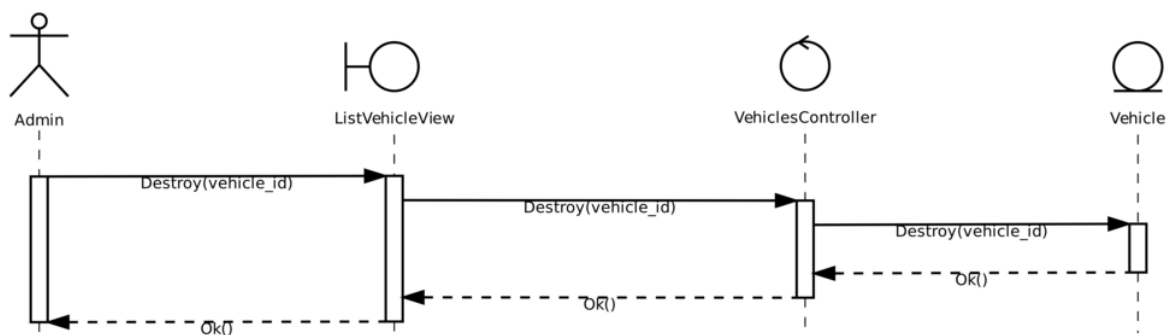 Admin
ListVehicleView
VehiclesController
Vehicle
Destroy(vehicle_id)
Destroy(vehicle_id)
Destroy(vehicle_id)
Ok()
Ok()
Ok()